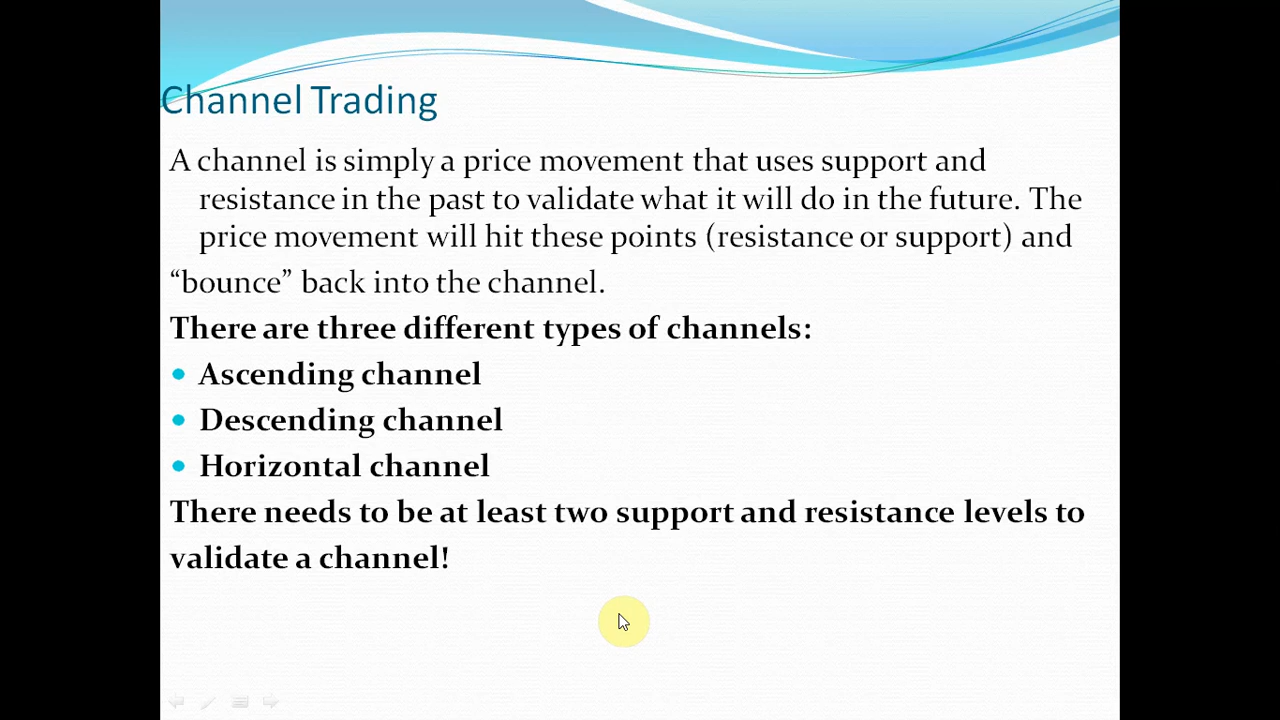 Channel Trading
A channel is simply a price movement that uses support and
resistance in the past to validate what it will do in the future. The
price movement will hit these points (resistance or support) and
“bounce” back into the channel.
There are three different types of channels:
• Ascending channel
• Descending channel
• Horizontal channel
There needs to be at least two support and resistance levels to
validate a channel!